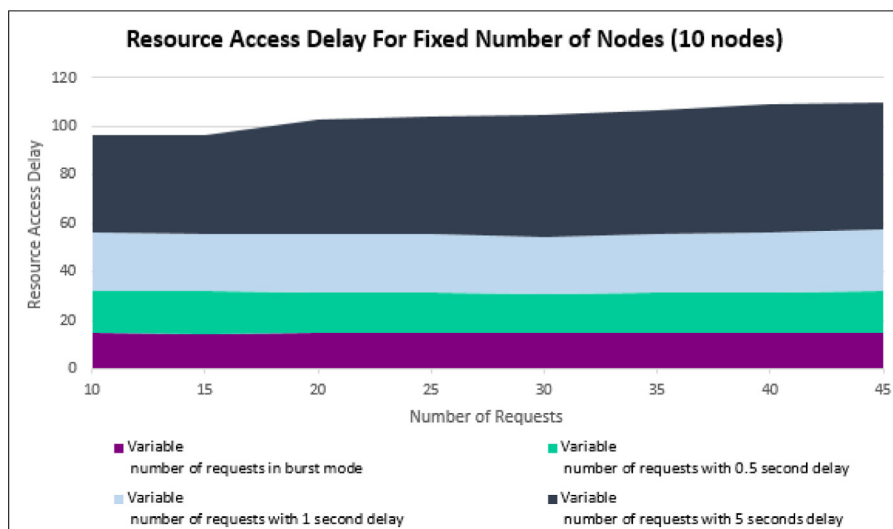 Resource Access Delay For Fixed Number of Nodes (10 nodes)
120
100
80
60
40
20
0
Resource Access Delay
10 15 20 25 30 35 40 45
Number of Requests
Variable
number of requests in burst mode
Variable
number of requests with 0.5 second delay
Variable
number of requests with 1 second delay
Variable
number of requests with 5 seconds delay